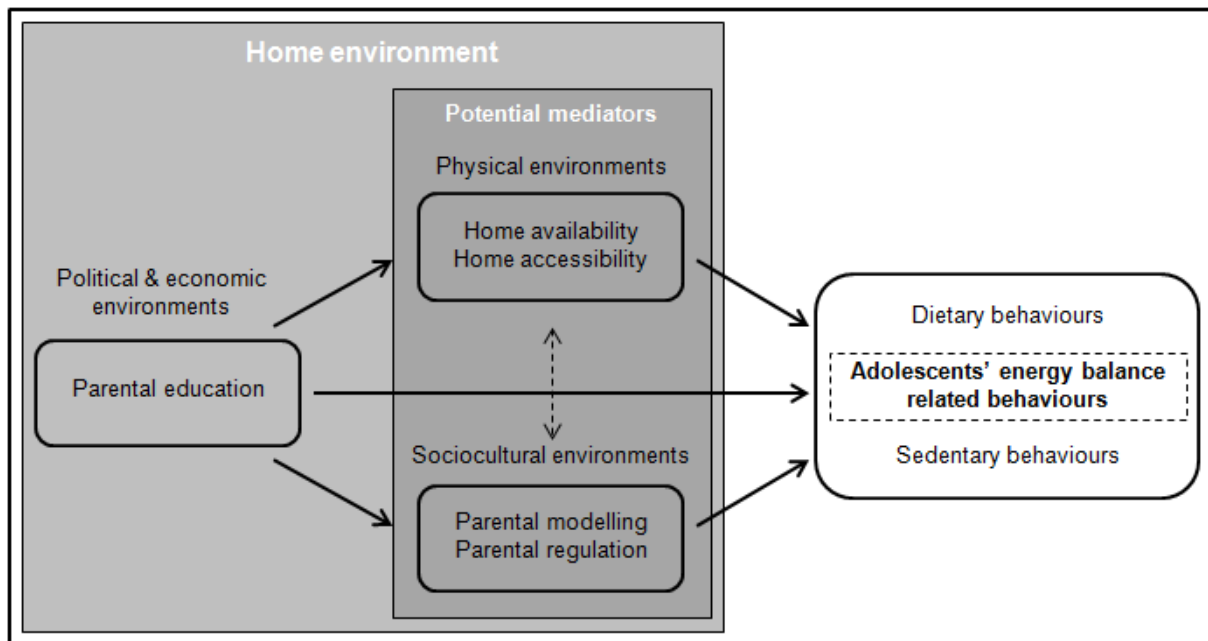 Home environment
Potential mediators
Physical environments
Home availability
Home accessibility
Political & economic
environments
Parental education
Sociocultural environments
Parental modelling
Parental regulation
Dietary behaviours
Adolescents' energy balance
related behaviours
Sedentary behaviours